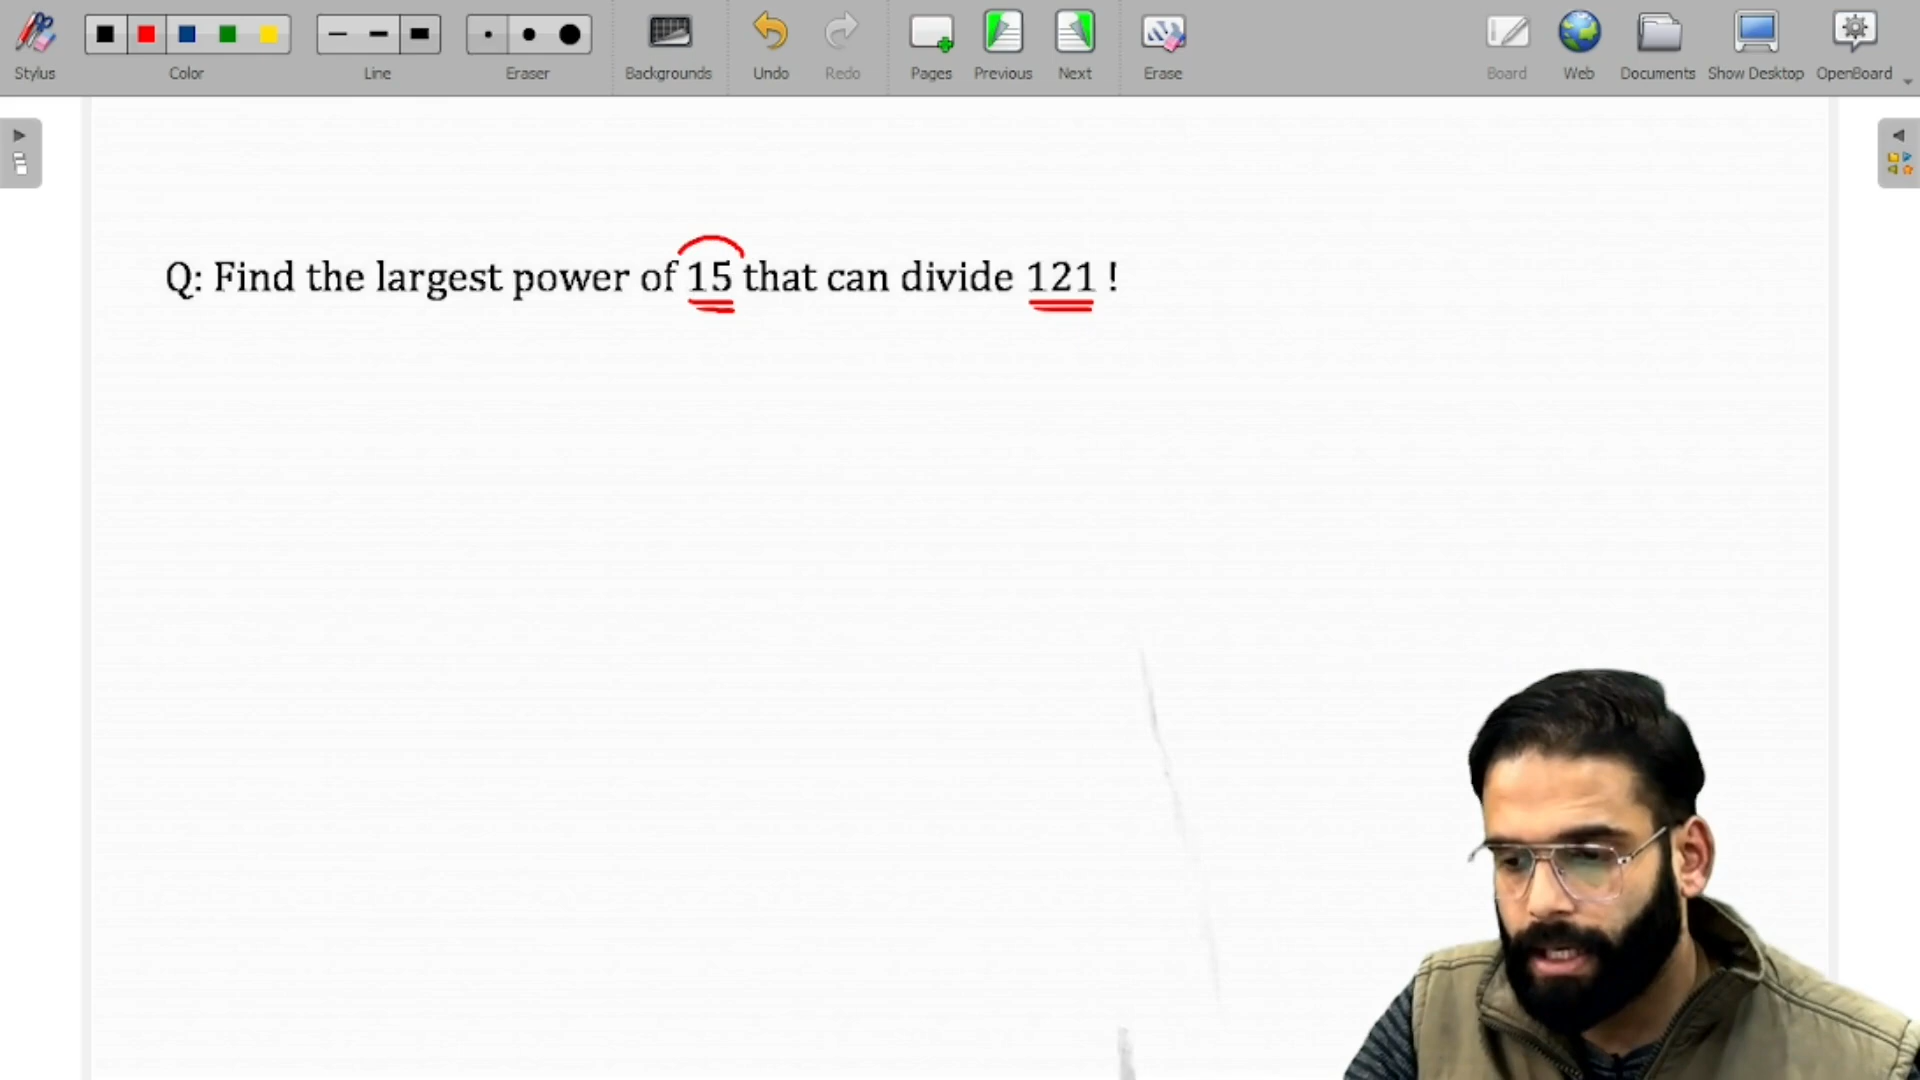 Stylus Color Line Eraser Backgrounds Undo Redo Pages Previous Next Erase Board Web Documents Show Desktop OpenBoard
Q: Find the largest power of 15 that can divide 121 !